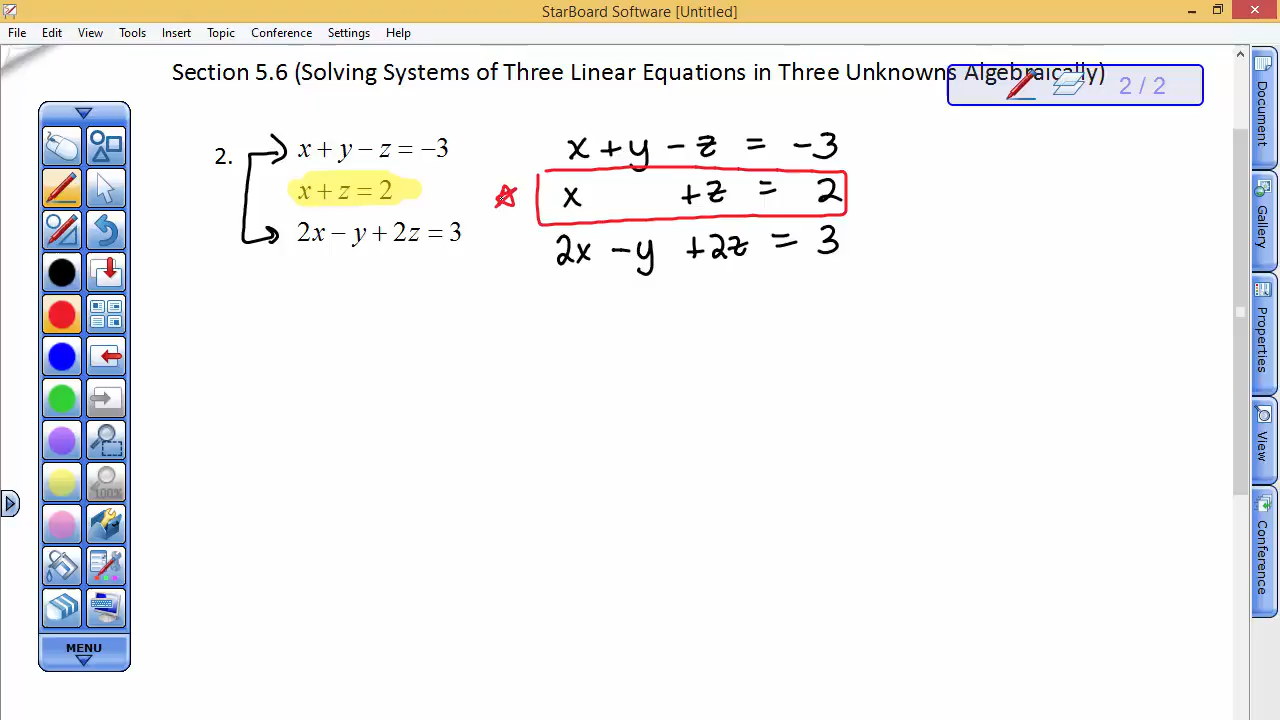 StarBoard Software [Untitled]
File Edit View Tools Insert Topic Conference Settings Help
Section 5.6 (Solving Systems of Three Linear Equations in Three Unknowns Algebraically)
2 / 2
2. x + y − z = −3
x + z = 2
2x − y + 2z = 3
x + y − z = −3
x + z = 2
2x − y + 2z = 3
100%
MENU
Document
Gallery
Properties
View
Conference